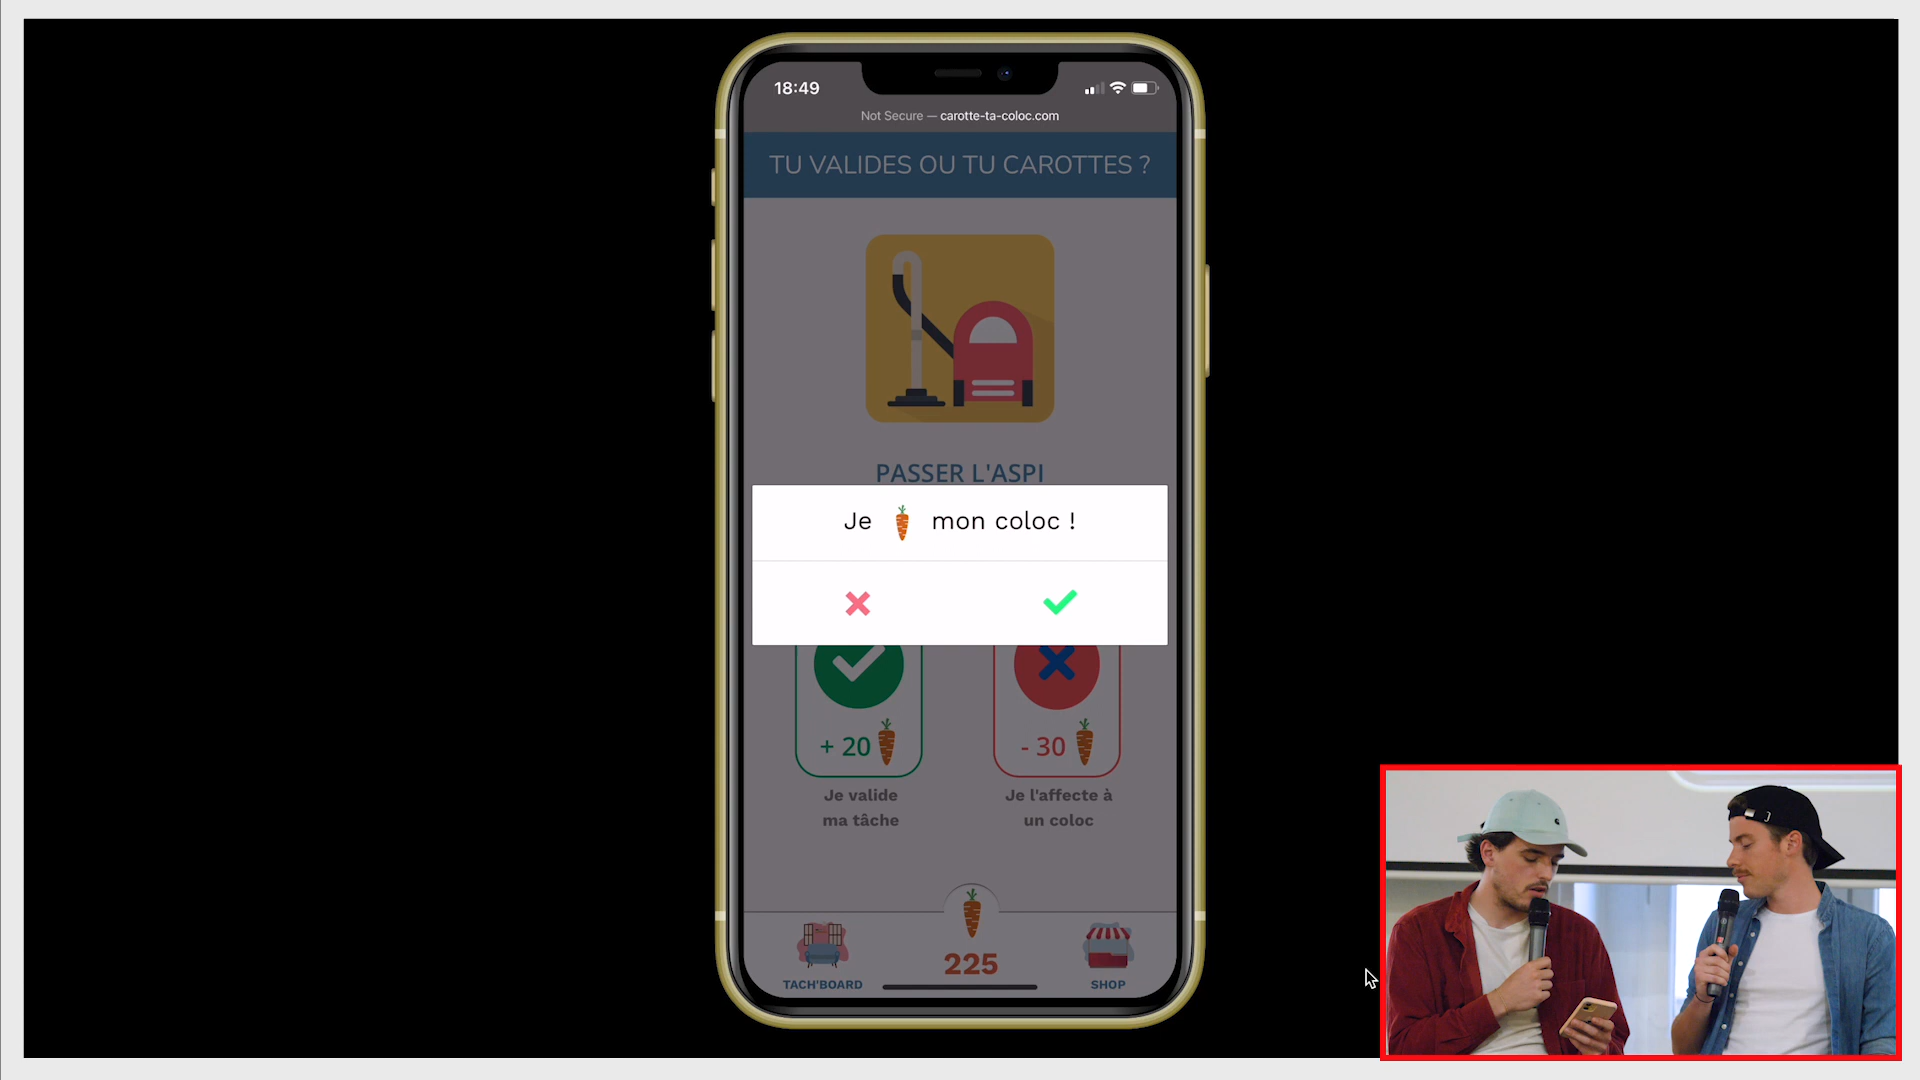 18:49
Not Secure — carotte-ta-coloc.com
TU VALIDES OU TU CAROTTES ?
PASSER L'ASPI
Je mon coloc !
+ 20
- 30
Je valide
ma tâche
Je l'affecte à
un coloc
225
TACH'BOARD
SHOP